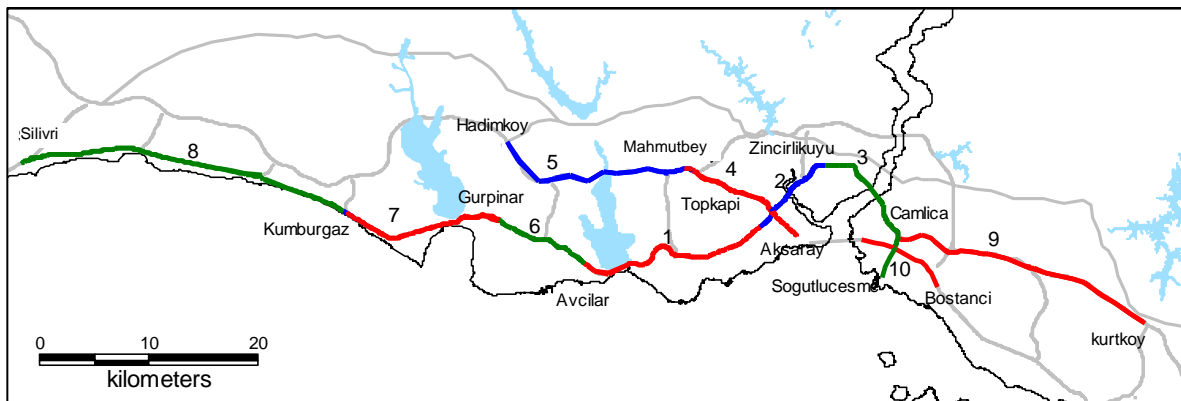 Hadimkoy
;Silivri
8
Mahmutbey
Zincirlikuyu
3
5
4
2
Gurpinar
Topkapi
Camlica
Kumburgaz
7
6
1
Aksaray
9
10
Sogutlucesme
Avcilar
Bostanci
kurtkoy
0 10 20
kilometers